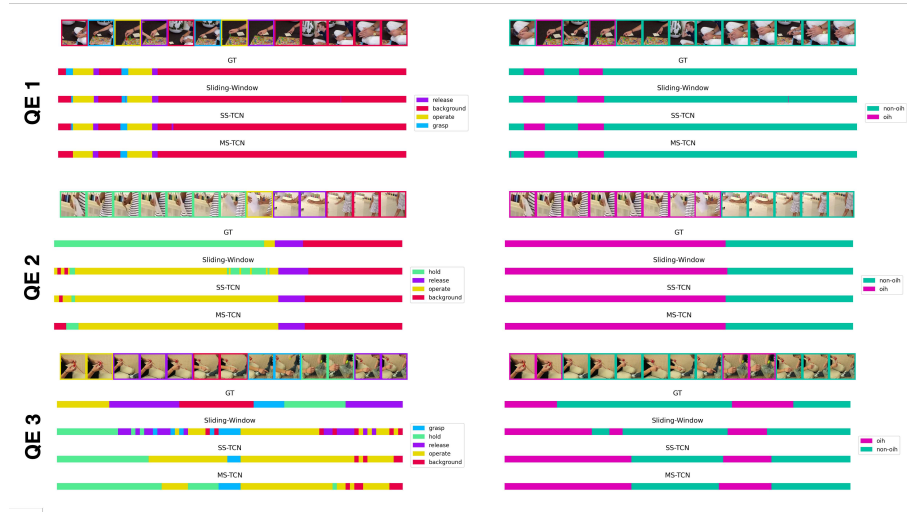 QE 1
GT
Sliding-Window
SS-TCN
MS-TCN
release
background
operate
grasp
GT
Sliding-Window
SS-TCN
MS-TCN
non-oih
oih
QE 2
GT
Sliding-Window
SS-TCN
MS-TCN
hold
release
operate
background
GT
Sliding-Window
SS-TCN
MS-TCN
non-oih
oih
QE 3
GT
Sliding-Window
SS-TCN
MS-TCN
grasp
hold
release
operate
background
GT
Sliding-Window
SS-TCN
MS-TCN
oih
non-oih